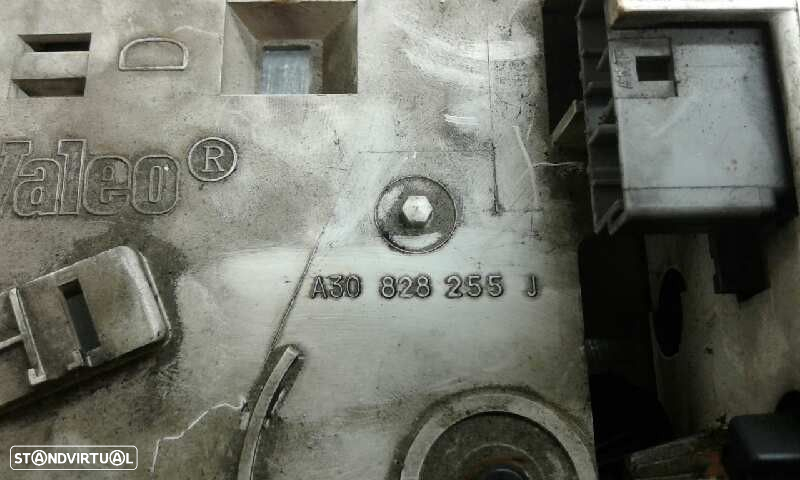 Valeo®
A30 828 255 J
STANDVIRTUAL